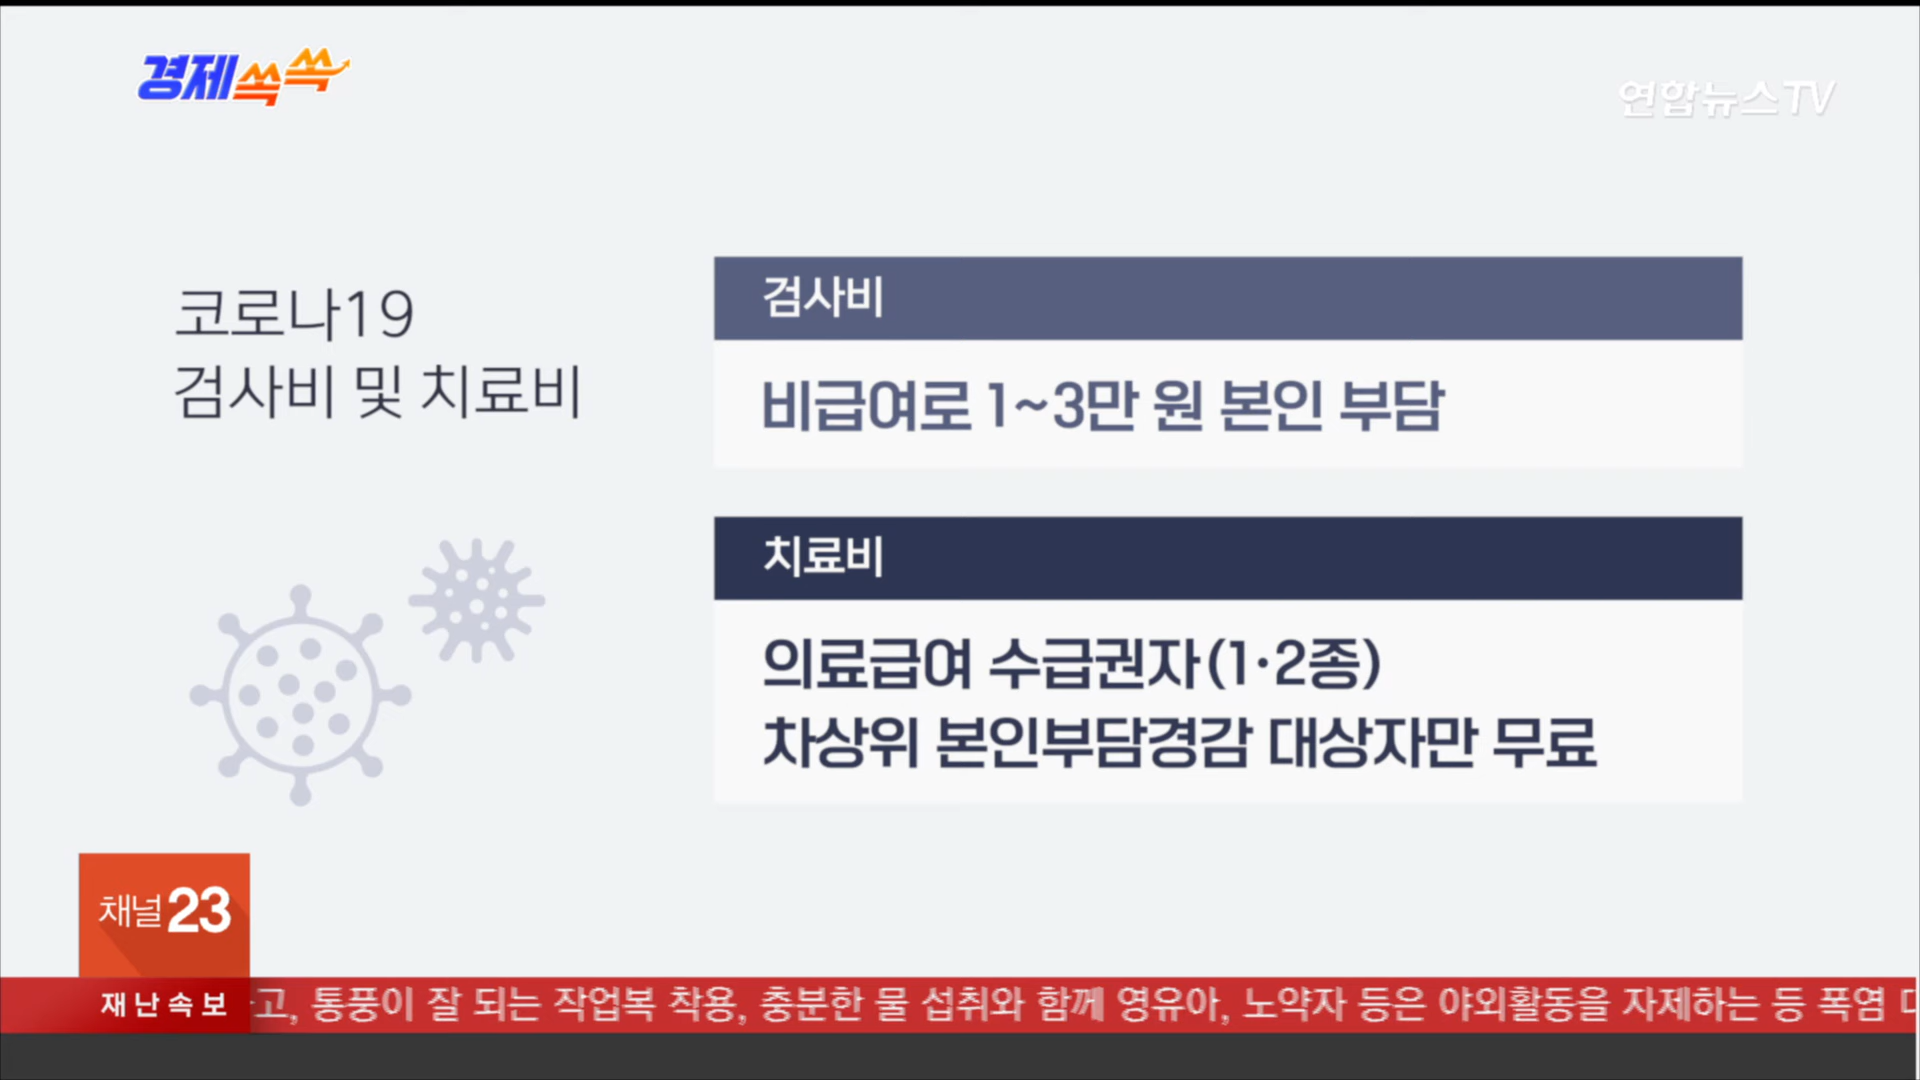 경제쏙쏙
연합뉴스TV
코로나19
검사비 및 치료비
검사비
비급여로 1~3만 원 본인 부담
치료비
의료급여 수급권자(1·2종)
차상위 본인부담경감 대상자만 무료
채널23
재난속보
고, 통풍이 잘 되는 작업복 착용, 충분한 물 섭취와 함께 영유아, 노약자 등은 야외활동을 자제하는 등 폭염